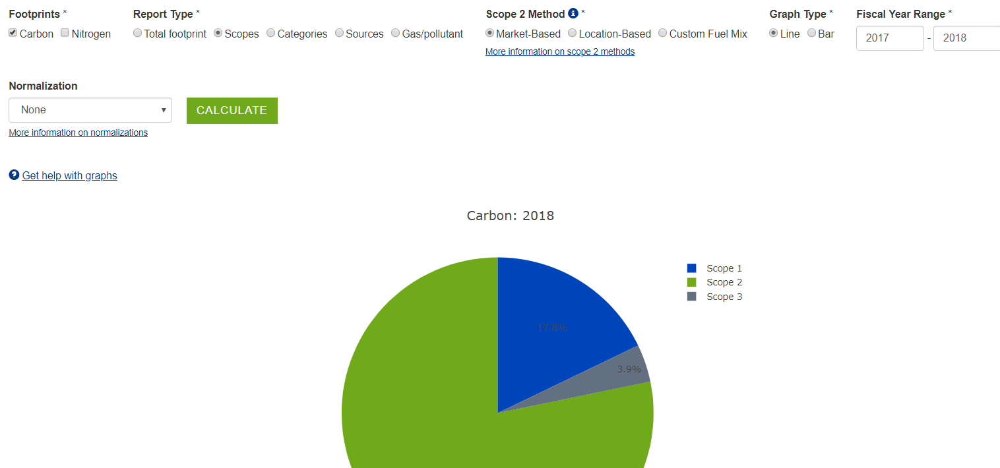 Footprints * Report Type * Scope 2 Method * Graph Type * Fiscal Year Range *
Carbon Nitrogen Total footprint Scopes Categories Sources Gas/pollutant Market-Based Location-Based Custom Fuel Mix Line Bar 2017 - 2018
More information on scope 2 methods
Normalization
None CALCULATE
More information on normalizations
Get help with graphs
Carbon: 2018
Scope 1
Scope 2
Scope 3
17.8%
3.9%